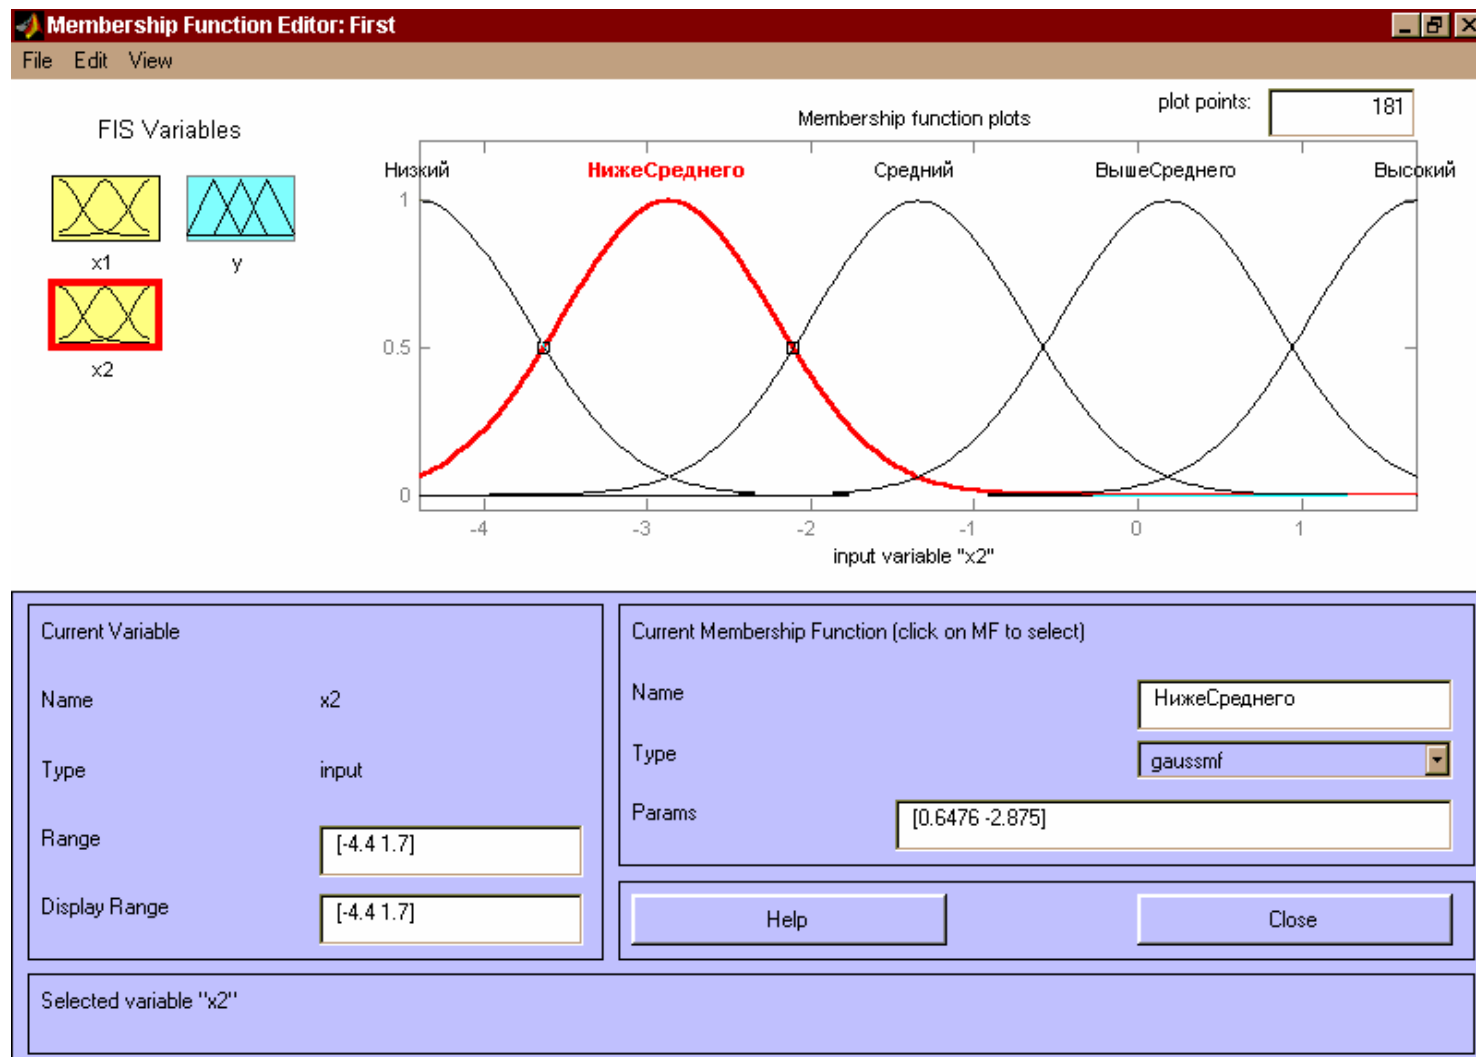 Membership Function Editor: First
File Edit View
FIS Variables
x1
y
x2
Membership function plots
plot points:
181
Низкий НижеСреднего Средний ВышеСреднего Высокий
1
0.5
0
-4 -3 -2 -1 0 1
input variable "x2"
Current Variable
Name x2
Type input
Range [-4.4 1.7]
Display Range [-4.4 1.7]
Current Membership Function (click on MF to select)
Name НижеСреднего
Type gaussmf
Params [0.6476 -2.875]
Help Close
Selected variable "x2"